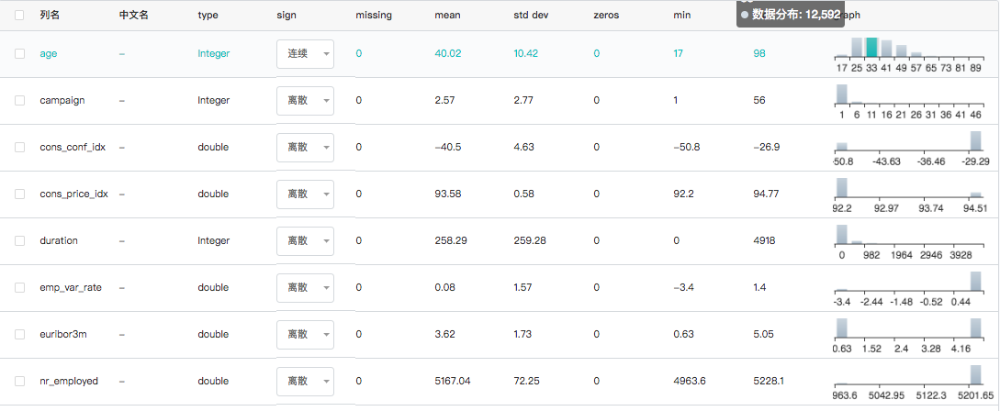 列名 中文名 type sign missing mean std dev zeros min 数据分布: 12,592 raph
age – Integer 连续 0 40.02 10.42 0 17 98
17 25 33 41 49 57 65 73 81 89
campaign – Integer 离散 0 2.57 2.77 0 1 56
1 6 11 16 21 26 31 36 41 46
cons_conf_idx – double 离散 0 −40.5 4.63 0 −50.8 −26.9
50.8 -43.63 -36.46 -29.29
cons_price_idx – double 离散 0 93.58 0.58 0 92.2 94.77
92.2 92.97 93.74 94.51
duration – Integer 离散 0 258.29 259.28 0 0 4918
0 982 1964 2946 3928
emp_var_rate – double 离散 0 0.08 1.57 0 −3.4 1.4
-3.4 -2.44 -1.48 -0.52 0.44
euribor3m – double 离散 0 3.62 1.73 0 0.63 5.05
0.63 1.52 2.4 3.28 4.16
nr_employed – double 离散 0 5167.04 72.25 0 4963.6 5228.1
963.6 5042.95 5122.3 5201.65